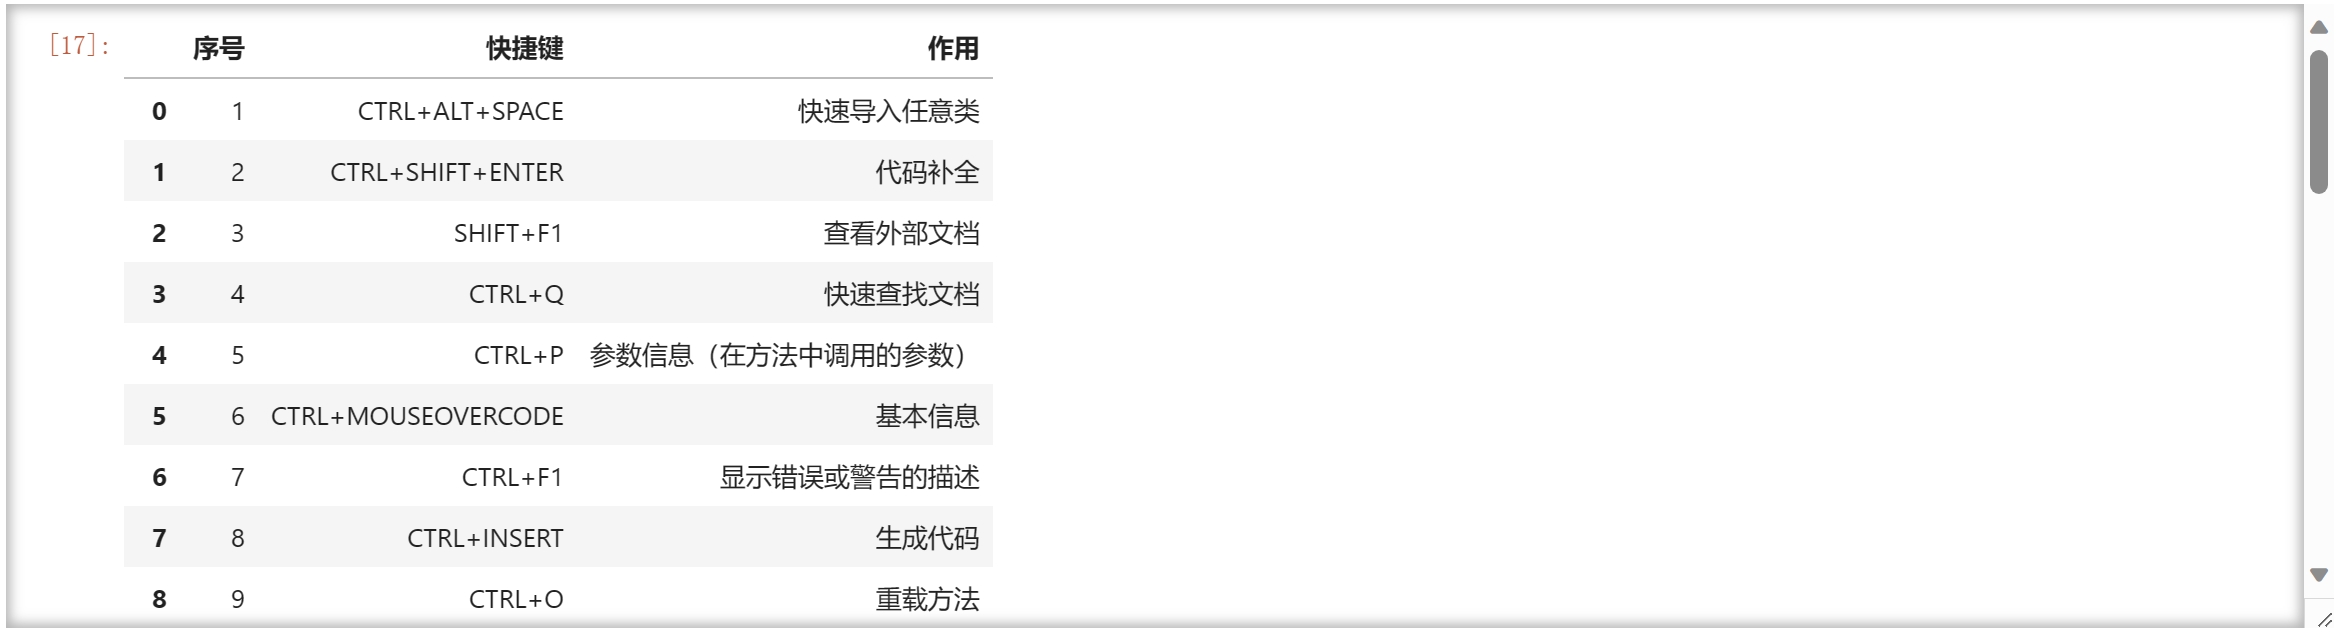 [17]:
序号 快捷键 作用
0 1 CTRL+ALT+SPACE 快速导入任意类
1 2 CTRL+SHIFT+ENTER 代码补全
2 3 SHIFT+F1 查看外部文档
3 4 CTRL+Q 快速查找文档
4 5 CTRL+P 参数信息（在方法中调用的参数）
5 6 CTRL+MOUSEOVERCODE 基本信息
6 7 CTRL+F1 显示错误或警告的描述
7 8 CTRL+INSERT 生成代码
8 9 CTRL+O 重载方法